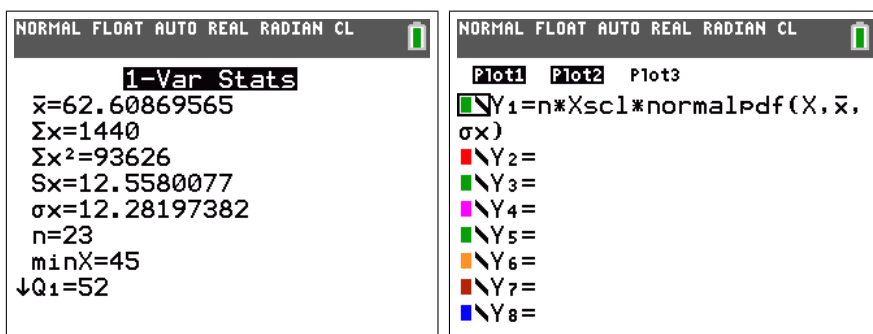 NORMAL FLOAT AUTO REAL RADIAN CL
1-Var Stats
x̄=62.60869565
Σx=1440
Σx²=93626
Sx=12.5580077
σx=12.28197382
n=23
minX=45
↓Q₁=52
NORMAL FLOAT AUTO REAL RADIAN CL
Plot1 Plot2 Plot3
\Y₁=n*Xscl*normalpdf(X,x̄,
σx)
\Y₂=
\Y₃=
\Y₄=
\Y₅=
\Y₆=
\Y₇=
\Y₈=